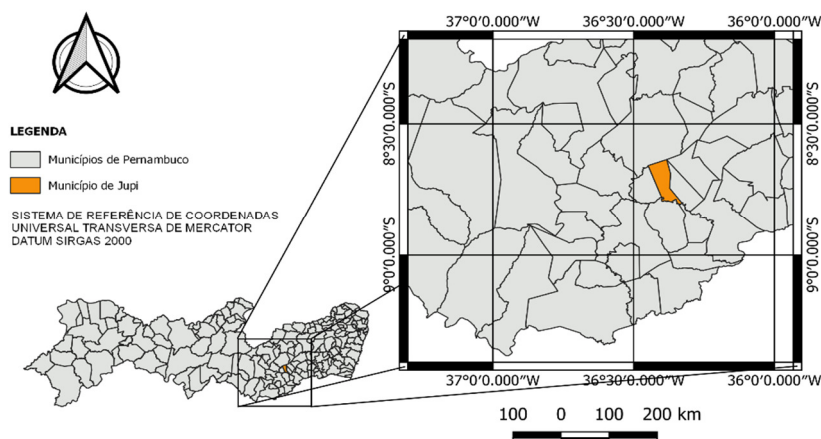 37°0′0.000″W 36°30′0.000″W 36°0′0.000″W
8°30′0.000″S
8°30′0.000″S
9°0′0.000″S
9°0′0.000″S
LEGENDA
Municípios de Pernambuco
Município de Jupi
SISTEMA DE REFERÊNCIA DE COORDENADAS
UNIVERSAL TRANSVERSA DE MERCATOR
DATUM SIRGAS 2000
37°0′0.000″W 36°30′0.000″W 36°0′0.000″W
100 0 100 200 km